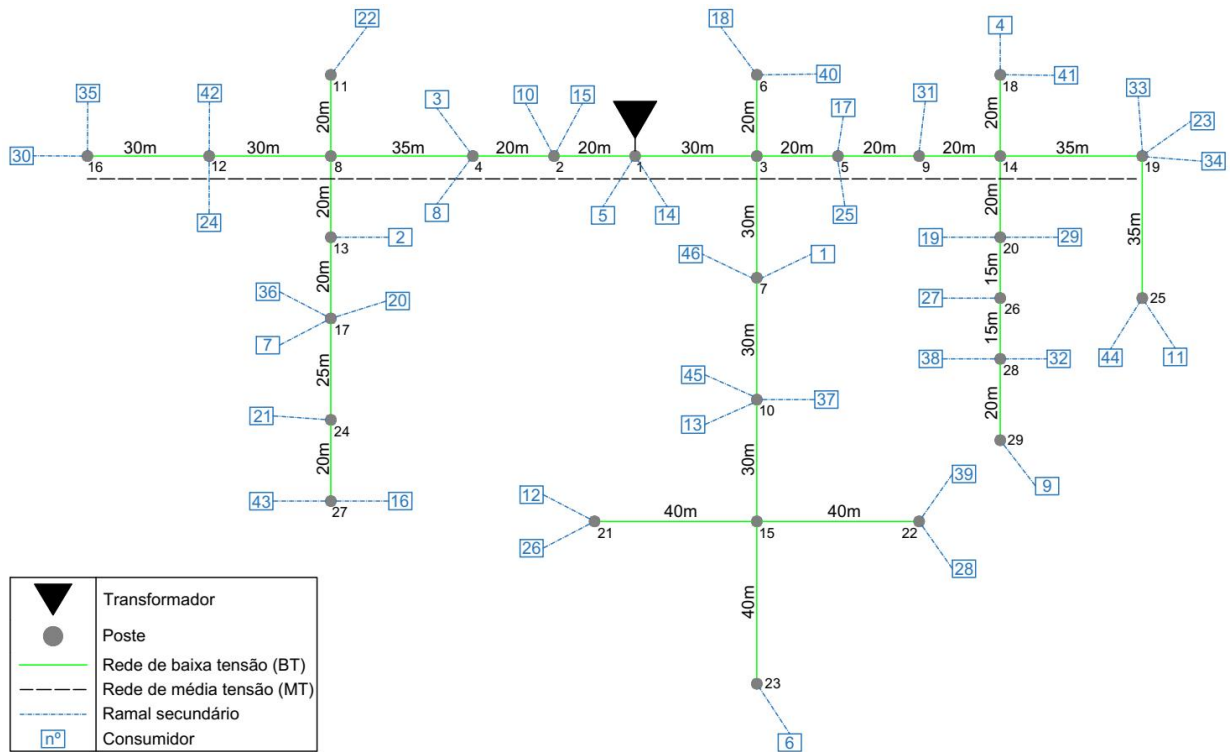 22
18
4
40
41
11
6
18
35
42
3
10
15
17
31
33
23
20m
20m
20m
30
30m
30m
35m
20m
20m
30m
20m
20m
20m
35m
34
16
12
8
4
2
1
3
5
9
14
19
24
8
5
14
25
20m
30m
20m
35m
2
19
29
13
20
46
1
7
20m
15m
36
20
7
17
27
26
25
25m
30m
15m
38
32
28
44
11
45
37
13
10
21
24
20m
20m
30m
29
43
16
27
9
12
39
40m
40m
26
21
15
22
28
40m
23
6
Transformador
Poste
Rede de baixa tensão (BT)
Rede de média tensão (MT)
Ramal secundário
nº Consumidor